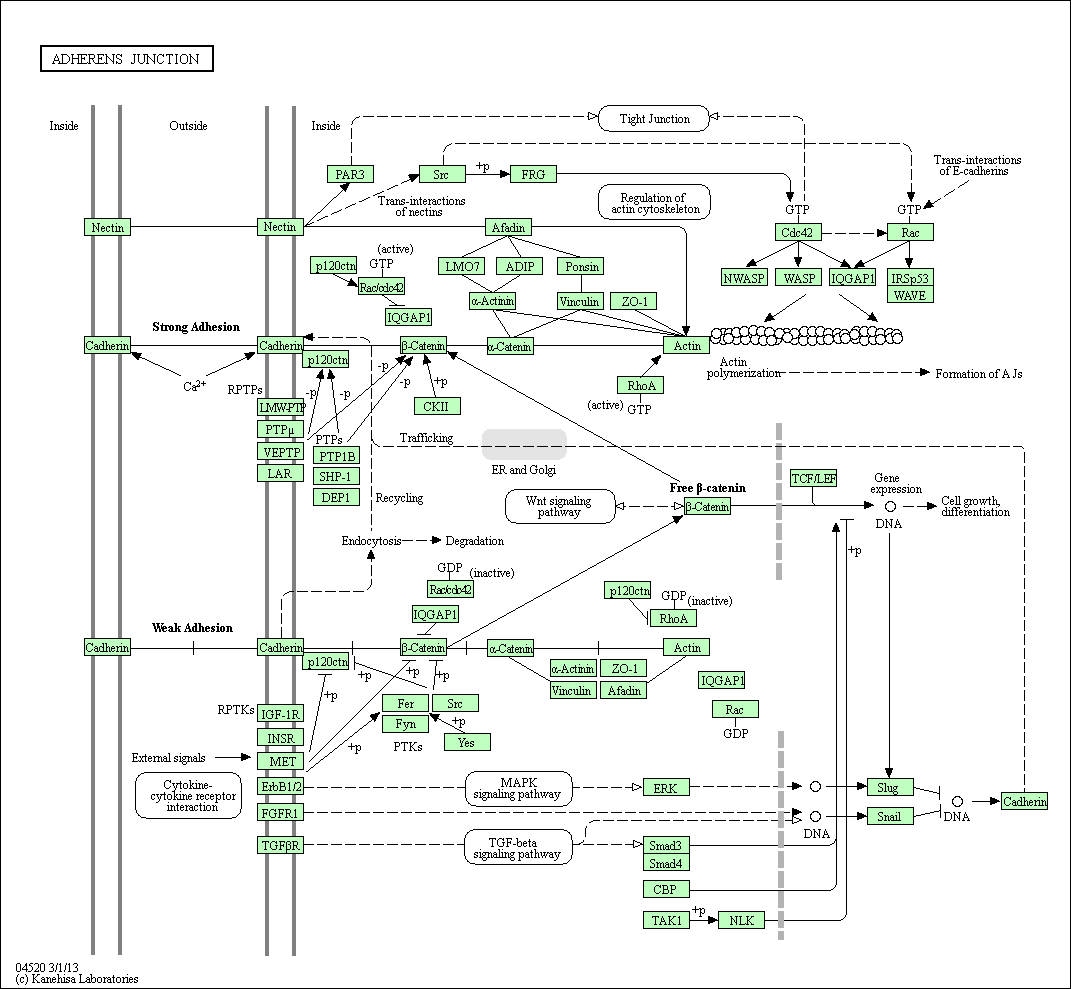 ADHERENS JUNCTION
Inside
Outside
Inside
Tight Junction
PAR3
Src
+p
FRG
Trans-interactions
of E-cadherins
Trans-interactions
of nectins
Regulation of
actin cytoskeleton
GTP
GTP
Nectin
Nectin
Afadin
Cdc42
Rac
(active)
GTP
p120ctn
Rac/cdc42
IQGAP1
LMO7
ADIP
Ponsin
NWASP
WASP
IQGAP1
IRSp53
WAVE
α-Actinin
Vinculin
ZO-1
Strong Adhesion
Cadherin
Cadherin
p120ctn
β-Catenin
α-Catenin
Actin
Actin
polymerization
Formation of AJs
Ca2+
RPTPs
-p
-p
-p
-p
+p
CKII
RhoA
(active)
GTP
LMW-PTP
PTPμ
VEPTP
LAR
PTPs
PTP1B
SHP-1
DEP1
Trafficking
ER and Golgi
Recycling
Wnt signaling
pathway
Free β-catenin
β-Catenin
TCF/LEF
Gene
expression
DNA
Cell growth,
differentiation
+p
Endocytosis
Degradation
GDP
(inactive)
Rac/cdc42
IQGAP1
p120ctn
GDP
(inactive)
RhoA
Weak Adhesion
Cadherin
Cadherin
p120ctn
β-Catenin
α-Catenin
Actin
α-Actinin
ZO-1
Vinculin
Afadin
IQGAP1
Rac
GDP
+p
+p
+p
+p
+p
+p
Fer
Src
Fyn
Yes
PTKs
RPTKs
IGF-1R
INSR
MET
ErbB1/2
FGFR1
TGFβR
External signals
Cytokine-
cytokine receptor
interaction
MAPK
signaling pathway
TGF-beta
signaling pathway
ERK
Smad3
Smad4
CBP
TAK1
+p
NLK
DNA
Slug
Snail
DNA
Cadherin
04520 3/1/13
(c) Kanehisa Laboratories